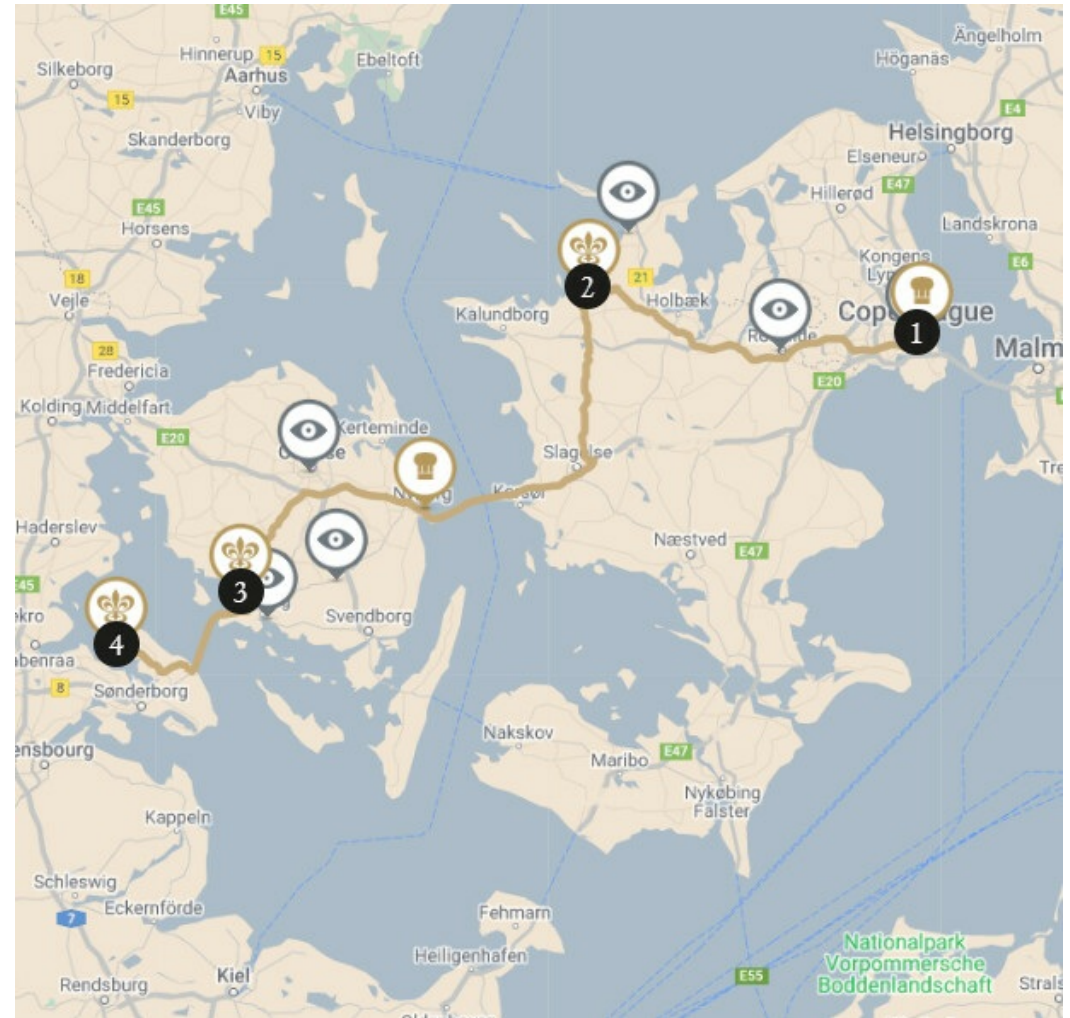 E45
Hinnerup
15
Aarhus
Ebeltoft
Silkeborg
15
Viby
Skanderborg
E45
Horsens
18
Vejle
28
Fredericia
Kolding
Middelfart
E20
Ängelholm
Höganäs
E4
Helsingborg
Elseneur
E47
Hillerød
Landskrona
Kongens
E6
21
Holbæk
Kalundborg
2
1
Malm
E20
Kerteminde
Slagelse
Korsør
Haderslev
Næstved
E47
E45
3
Svendborg
4
8
Sønderborg
Nakskov
Maribo
E47
Nykøbing
Falster
Kappeln
Schleswig
7
Eckernförde
Fehmarn
Heiligenhafen
Kiel
Rendsburg
E55
Nationalpark
Vorpommersche
Boddenlandschaft